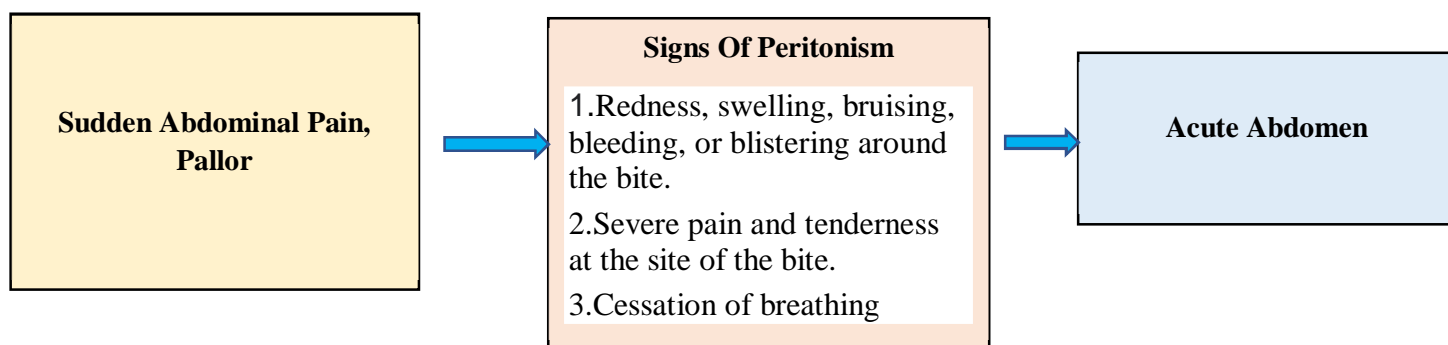 Sudden Abdominal Pain,
Pallor
Signs Of Peritonism
1.Redness, swelling, bruising,
bleeding, or blistering around
the bite.
2.Severe pain and tenderness
at the site of the bite.
3.Cessation of breathing
Acute Abdomen